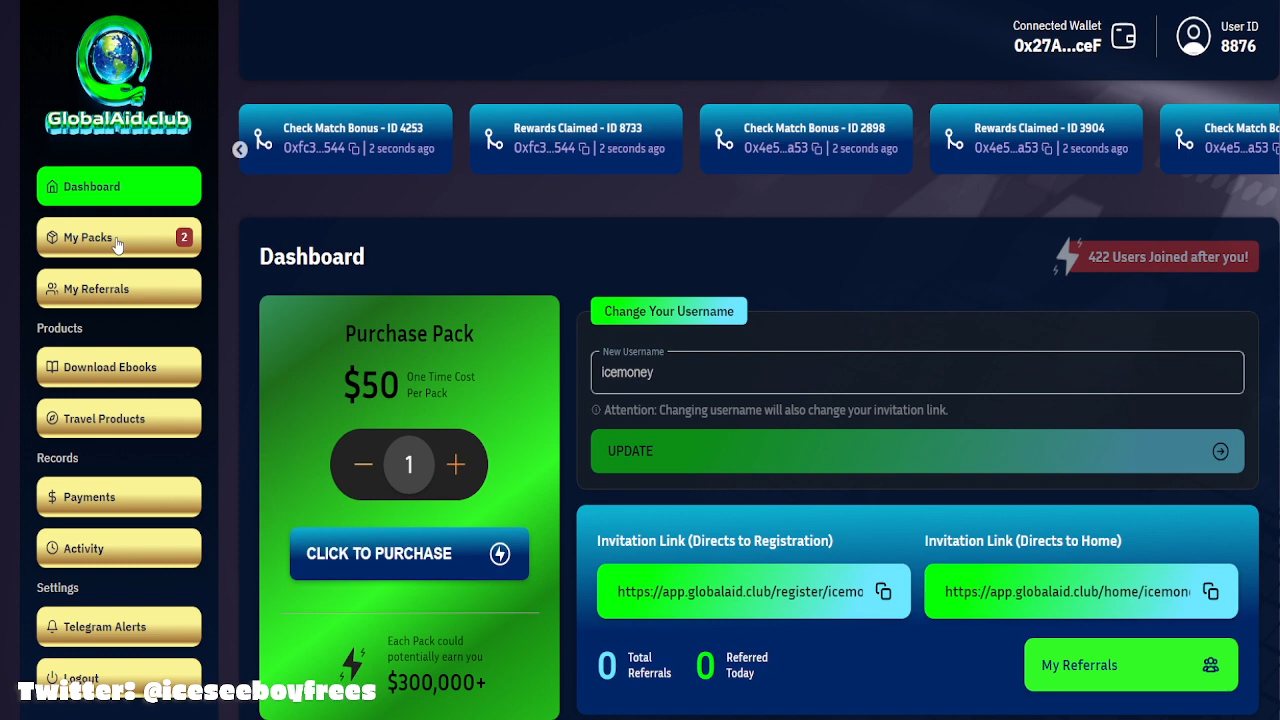 GlobalAid.club
Dashboard
My Packs
2
My Referrals
Products
Download Ebooks
Travel Products
Records
Payments
Activity
Settings
Telegram Alerts
Logout
Twitter: @iceseeboyfrees
Connected Wallet
0x27A...ceF
User ID
8876
Check Match Bonus - ID 4253
0xfc3...544 | 2 seconds ago
Rewards Claimed - ID 8733
0xfc3...544 | 2 seconds ago
Check Match Bonus - ID 2898
0x4e5...a53 | 2 seconds ago
Rewards Claimed - ID 3904
0x4e5...a53 | 2 seconds ago
Check Match Bo
0x4e5...a53
Dashboard
422 Users Joined after you!
Purchase Pack
$50
One Time Cost
Per Pack
1
CLICK TO PURCHASE
Each Pack could
potentially earn you
$300,000+
Change Your Username
New Username
icemoney
Attention: Changing username will also change your invitation link.
UPDATE
Invitation Link (Directs to Registration)
https://app.globalaid.club/register/icemo
Invitation Link (Directs to Home)
https://app.globalaid.club/home/icemon
0
Total
Referrals
0
Referred
Today
My Referrals